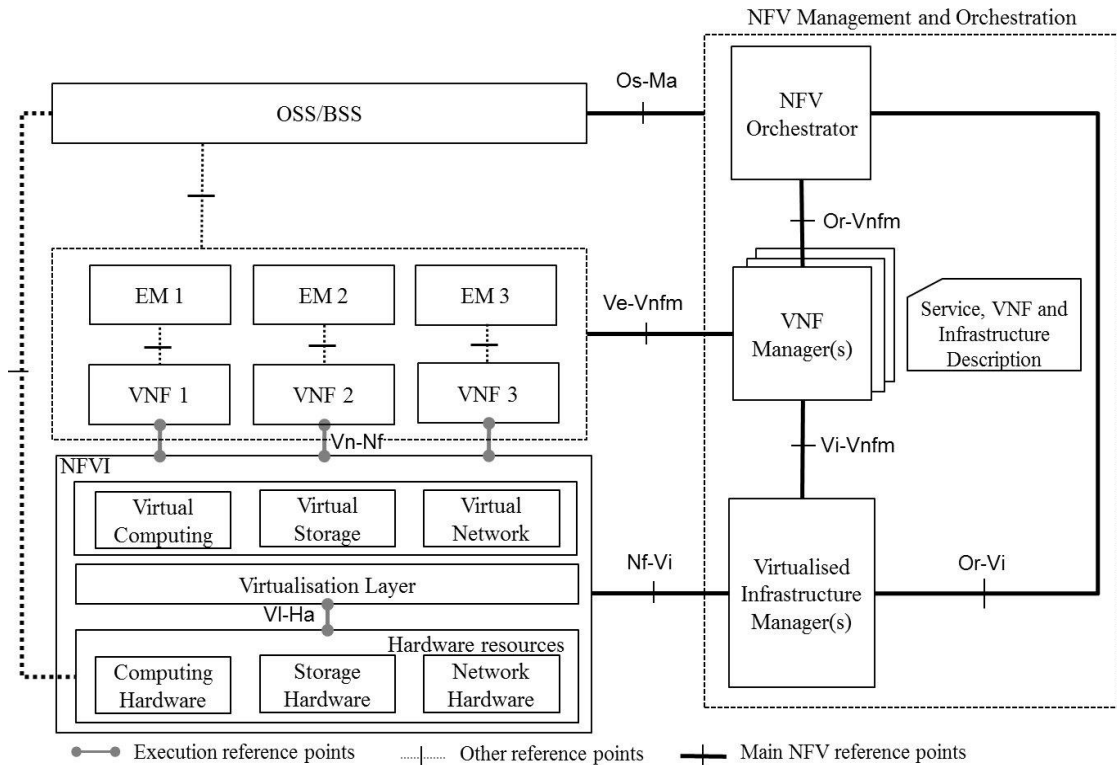 NFV Management and Orchestration
Os-Ma
OSS/BSS
NFV
Orchestrator
Or-Vnfm
EM 1
EM 2
EM 3
Ve-Vnfm
VNF
Manager(s)
Service, VNF and
Infrastructure
Description
VNF 1
VNF 2
VNF 3
Vn-Nf
Vi-Vnfm
NFVI
Virtual
Computing
Virtual
Storage
Virtual
Network
Nf-Vi
Virtualised
Infrastructure
Manager(s)
Or-Vi
Virtualisation Layer
VI-Ha
Hardware resources
Computing
Hardware
Storage
Hardware
Network
Hardware
Execution reference points
Other reference points
Main NFV reference points